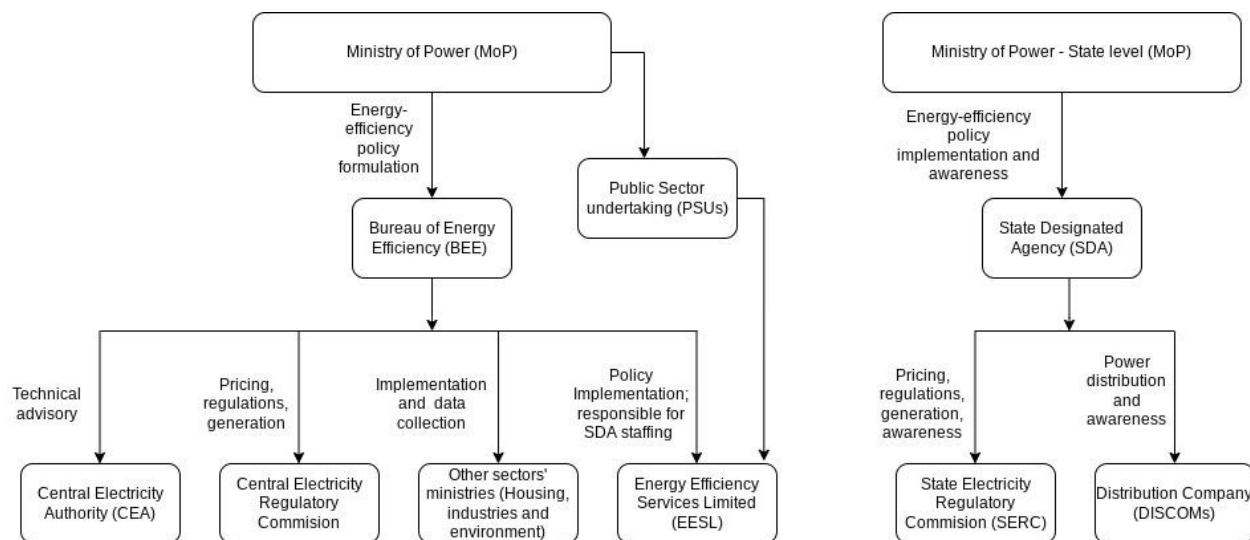 Ministry of Power (MoP)
Ministry of Power - State level (MoP)
Energy-
efficiency
policy
formulation
Public Sector
undertaking (PSUs)
Energy-efficiency
policy
implementation and
awareness
Bureau of Energy
Efficiency (BEE)
State Designated
Agency (SDA)
Technical
advisory
Pricing,
regulations,
generation
Implementation
and data
collection
Policy
Implementation;
responsible for
SDA staffing
Pricing,
regulations,
generation,
awareness
Power
distribution
and
awareness
Central Electricity
Authority (CEA)
Central Electricity
Regulatory
Commision
Other sectors'
ministries (Housing,
industries and
environment)
Energy Efficiency
Services Limited
(EESL)
State Electricity
Regulatory
Commision (SERC)
Distribution Company
(DISCOMs)